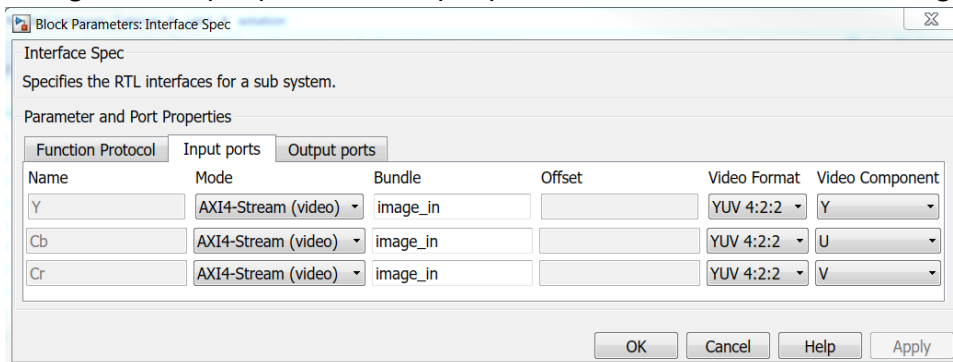 Block Parameters: Interface Spec
Interface Spec
Specifies the RTL interfaces for a sub system.
Parameter and Port Properties
Function Protocol Input ports Output ports
Name Mode Bundle Offset Video Format Video Component
Y AXI4-Stream (video) image_in YUV 4:2:2 Y
Cb AXI4-Stream (video) image_in YUV 4:2:2 U
Cr AXI4-Stream (video) image_in YUV 4:2:2 V
OK Cancel Help Apply